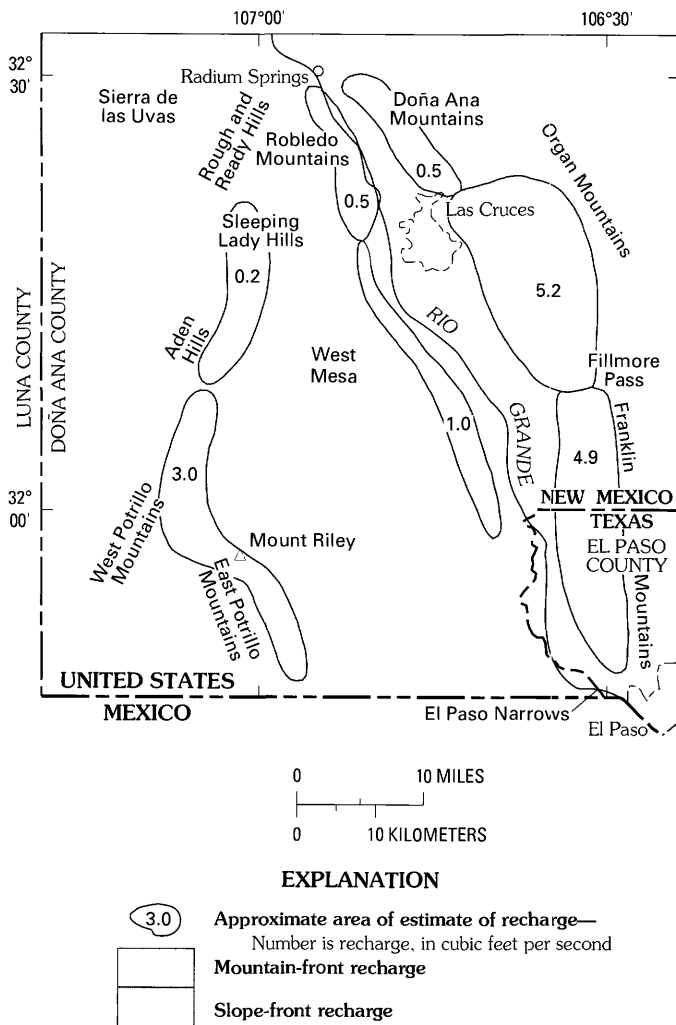 107°00'
106°30'
32°
30'
Radium Springs
Sierra de
las Uvas
Rough and
Ready Hills
Robledo
Mountains
Doña Ana
Mountains
Organ Mountains
0.5
0.5
Las Cruces
Sleeping
Lady Hills
0.2
5.2
RIO
GRANDE
Aden
Hills
West
Mesa
Fillmore
Pass
LUNA COUNTY
DOÑA ANA COUNTY
1.0
3.0
4.9
Franklin
Mountains
32°
00'
NEW MEXICO
TEXAS
EL PASO
COUNTY
West Potrillo
Mountains
Mount Riley
East Potrillo
Mountains
UNITED STATES
MEXICO
El Paso Narrows
El Paso
0 10 MILES
0 10 KILOMETERS
EXPLANATION
3.0 Approximate area of estimate of recharge—
Number is recharge, in cubic feet per second
Mountain-front recharge
Slope-front recharge